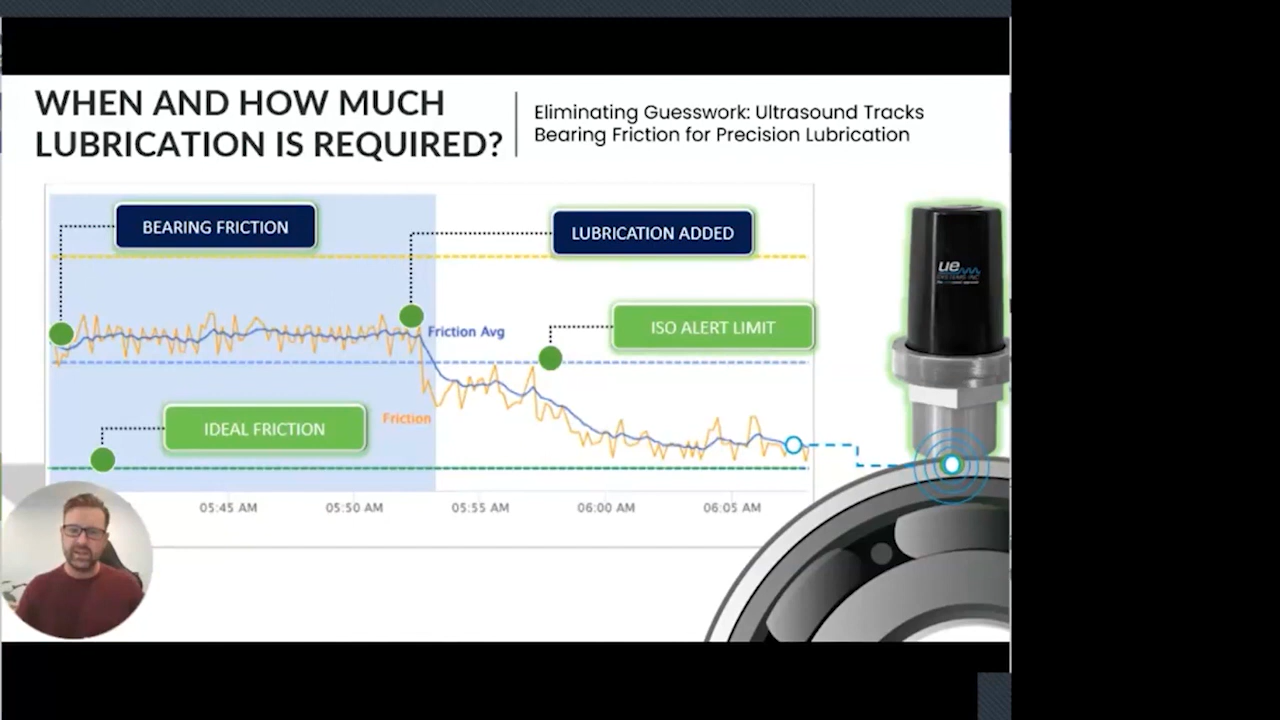 WHEN AND HOW MUCH
LUBRICATION IS REQUIRED?
Eliminating Guesswork: Ultrasound Tracks
Bearing Friction for Precision Lubrication
BEARING FRICTION
LUBRICATION ADDED
ISO ALERT LIMIT
Friction Avg
Friction
IDEAL FRICTION
05:45 AM
05:50 AM
05:55 AM
06:00 AM
06:05 AM
ue
SYSTEMS INC